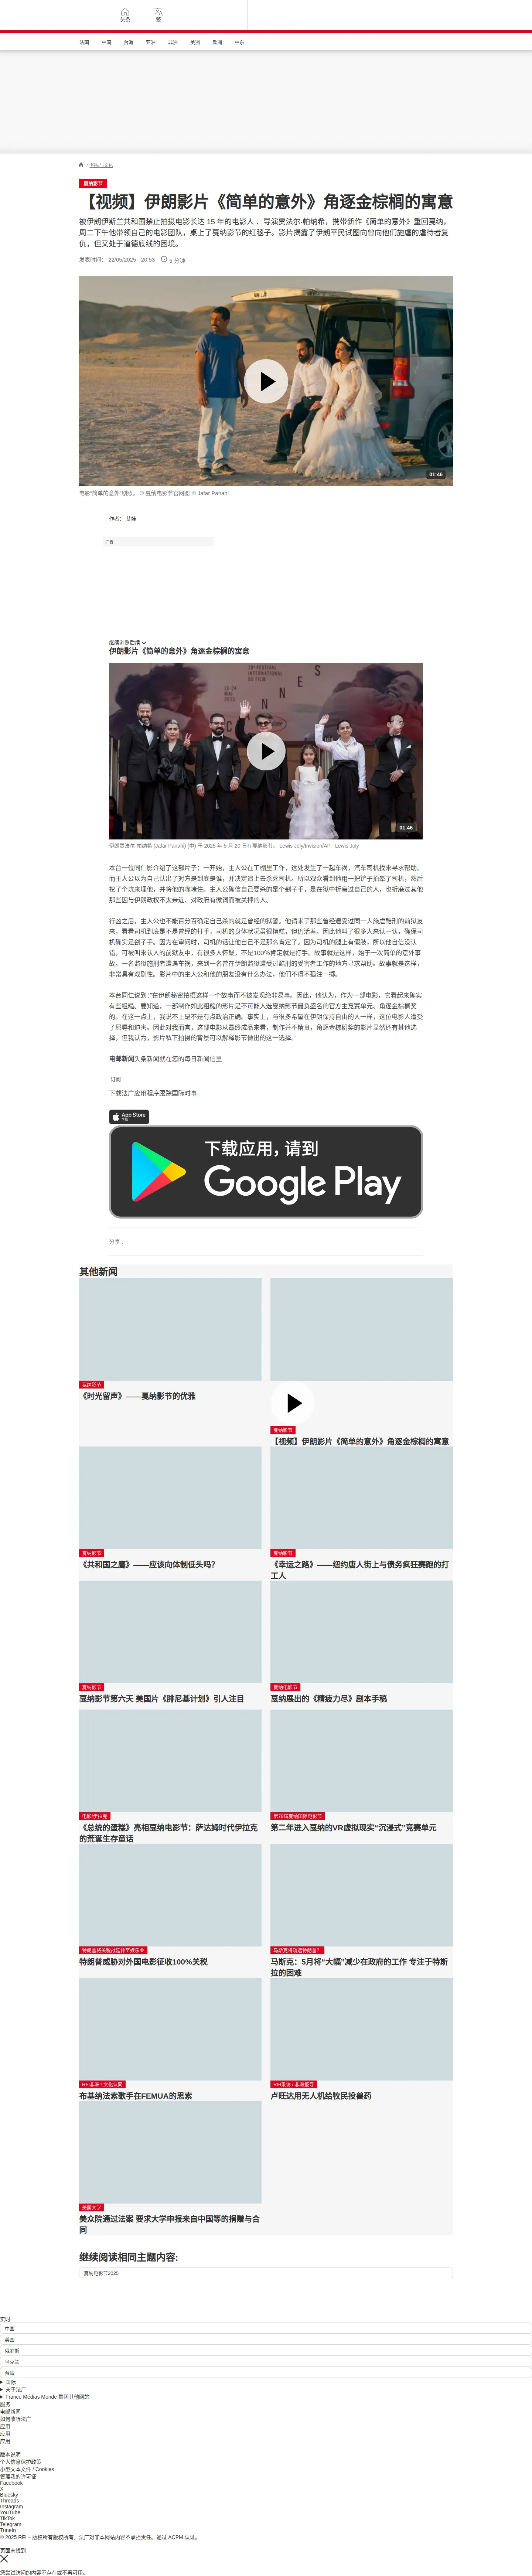 头条
繁
法国
中国
台海
亚洲
非洲
美洲
欧洲
中东
/ 科技与文化
戛纳影节
【视频】伊朗影片《简单的意外》角逐金棕榈的寓意
被伊朗伊斯兰共和国禁止拍摄电影长达 15 年的电影人 、导演贾法尔·帕纳希，携带新作《简单的意外》重回戛纳，
周二下午他带领自己的电影团队，桌上了戛纳影节的红毯子。影片揭露了伊朗平民试图向曾向他们施虐的虐待者复
仇，但又处于道德底线的困境。
发表时间： 22/05/2025 - 20:53
5 分钟
01:46
电影“简单的意外”剧照。 © 戛纳电影节官网图 © Jafar Panahi
作者： 艾娃
广告
继续浏览后续
伊朗影片《简单的意外》角逐金棕榈的寓意
01:46
伊朗贾法尔·帕纳希 (Jafar Panahi) (中) 于 2025 年 5 月 20 日在戛纳影节。 Lewis Joly/Invision/AP - Lewis Joly
本台一位同仁影介绍了这部片子：一开始，主人公在工棚里工作，远处发生了一起车祸，汽车司机找来寻求帮助。
而主人公以为自己认出了对方是到底是谁，并决定追上去杀死司机。所以观众看到他用一把铲子拍晕了司机，然后
挖了个坑来埋他，并将他的嘴堵住。主人公确信自己要杀的是个刽子手，是在狱中折磨过自己的人，也折磨过其他
那些因与伊朗政权不太亲近、对政府有微词而被关押的人。
行凶之后，主人公也不能百分百确定自己杀的就是曾经的狱警。他请来了那些曾经遭受过同一人施虐酷刑的前狱友
来，看看司机到底是不是曾经的打手，司机的身体状况虽很糟糕，但仍活着。因此他叫了很多人来认一认，确保司
机确实是刽子手。因为在审问时，司机的话让他自己不是那么肯定了。因为司机的腿上有假肢，所以他自信没认
错，可被叫来认人的前狱友中，有很多人怀疑，不是100%肯定就是打手。故事就是这样，始于一次简单的意外事
故。一名监狱施刑者遭遇车祸，来到一名曾在伊朗监狱遭受过酷刑的受害者工作的地方寻求帮助。故事就是这样，
非常具有戏剧性。影片中的主人公和他的朋友没有什么办法，他们不得不孤注一掷。
本台同仁说到；“在伊朗秘密拍摄这样一个故事而不被发现绝非易事。因此，他认为，作为一部电影，它看起来确实
有些粗糙。要知道，一部制作如此粗糙的影片是不可能入选戛纳影节最负盛名的官方主竞赛单元、角逐金棕榈奖
的。在这一点上，我说不上是不是有点政治正确。事实上，与很多希望在伊朗保持自由的人一样，这位电影人遭受
了屈辱和迫害。因此对我而言，这部电影从最终成品来看，制作并不精良，角逐金棕榈奖的影片显然还有其他选
择，但我认为，影片私下拍摄的背景可以解释影节做出的这一选择。”
电邮新闻头条新闻就在您的每日新闻信里
订阅
下载法广应用程序跟踪国际时事
App Store
下载
下载应用，请到
Google Play
分享 :
其他新闻
戛纳影节
《时光留声》——戛纳影节的优雅
戛纳影节
【视频】伊朗影片《简单的意外》角逐金棕榈的寓意
戛纳影节
《共和国之鹰》——应该向体制低头吗?
戛纳影节
《幸运之路》——纽约唐人街上与债务疯狂赛跑的打
工人
戛纳影节
戛纳影节第六天 美国片《腓尼基计划》引人注目
戛纳电影节
戛纳展出的《精疲力尽》剧本手稿
电影/伊拉克
《总统的蛋糕》亮相戛纳电影节：萨达姆时代伊拉克
的荒诞生存童话
第78届戛纳国际电影节
第二年进入戛纳的VR虚拟现实“沉浸式”竞赛单元
特朗普将关税战延伸至娱乐业
特朗普威胁对外国电影征收100%关税
马斯克将疏远特朗普？
马斯克：5月将“大幅”减少在政府的工作 专注于特斯
拉的困难
RFI非洲 / 文化认同
布基纳法索歌手在FEMUA的思索
RFI采访 / 非洲报导
卢旺达用无人机给牧民投兽药
美国大学
美众院通过法案 要求大学申报来自中国等的捐赠与合
同
继续阅读相同主题内容:
戛纳电影节2025
实时
中国
美国
俄罗斯
乌克兰
台湾
国际
关于法广
France Médias Monde 集团其他网站
服务
电邮新闻
如何收听法广
应用
应用
应用
版本说明
个人信息保护政策
小型文本文件 / Cookies
管理我的许可证
Facebook
X
Bluesky
Threads
Instagram
YouTube
TikTok
Telegram
TuneIn
© 2025 RFI – 版权所有版权所有。法广对非本网站内容不承担责任。通过 ACPM 认证。
页面未找到
您尝试访问的内容不存在或不再可用。